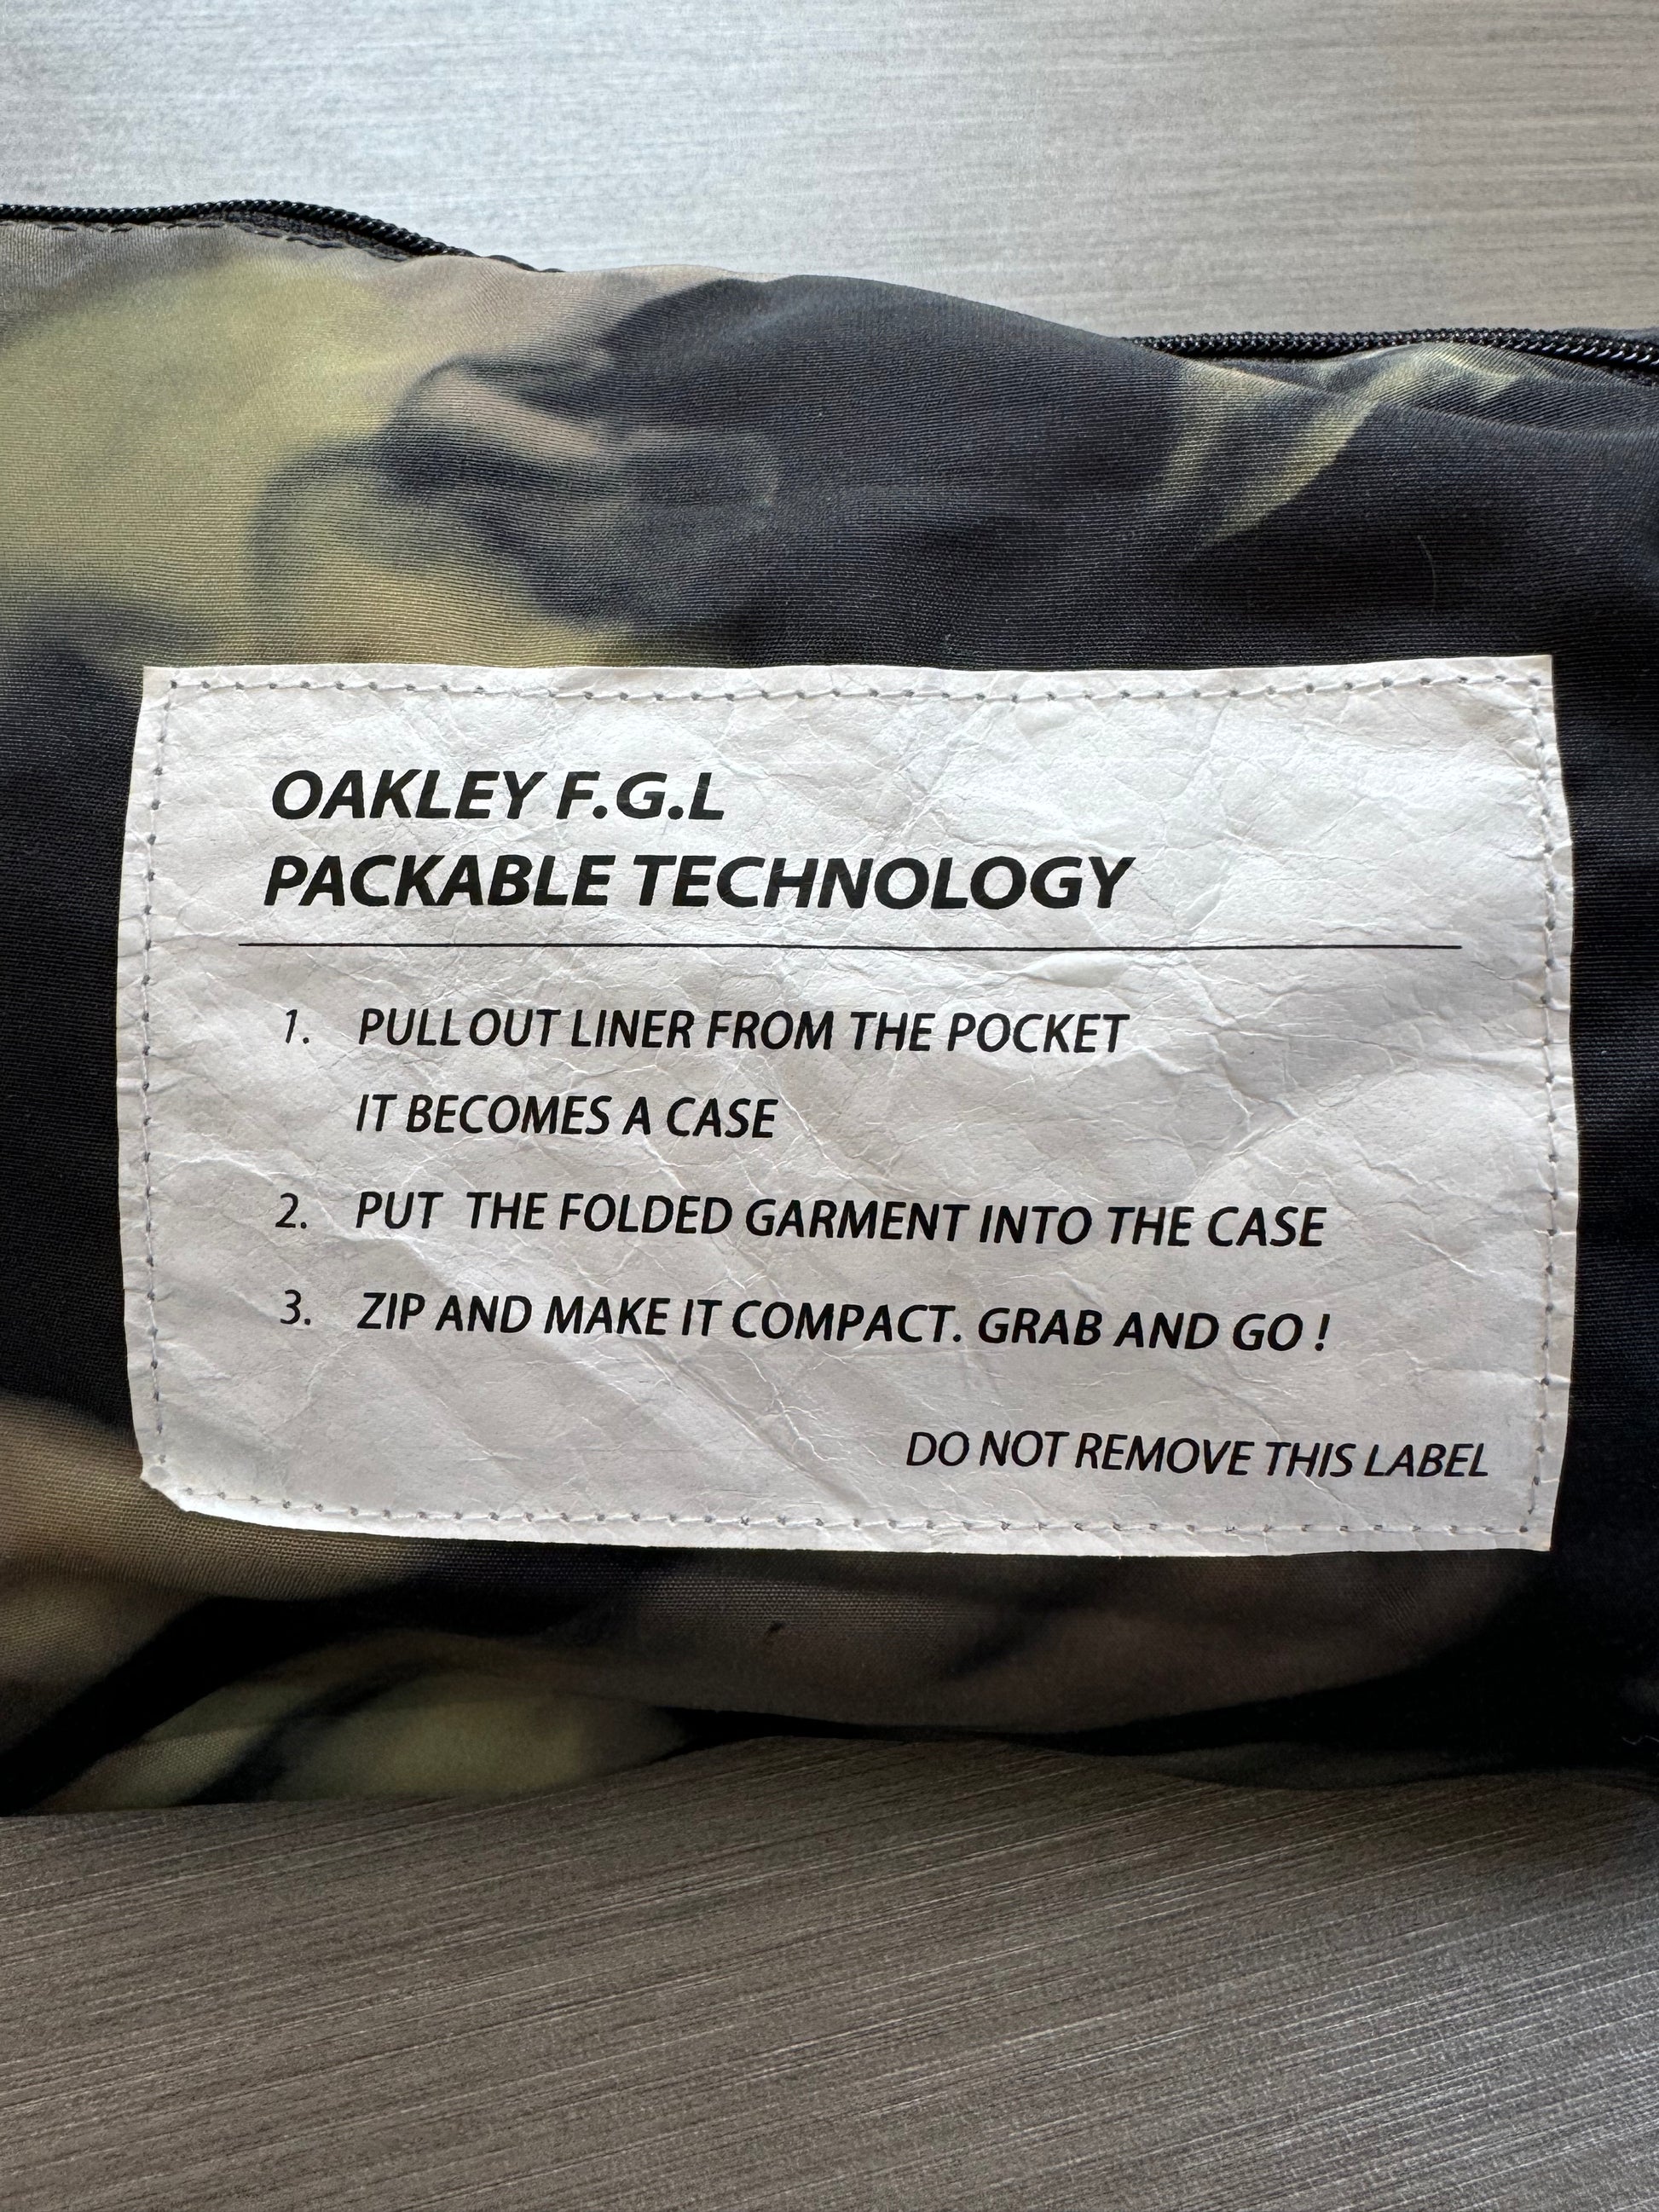 OAKLEY F.G.L
PACKABLE TECHNOLOGY
1. PULL OUT LINER FROM THE POCKET
IT BECOMES A CASE
2. PUT THE FOLDED GARMENT INTO THE CASE
3. ZIP AND MAKE IT COMPACT. GRAB AND GO !
DO NOT REMOVE THIS LABEL